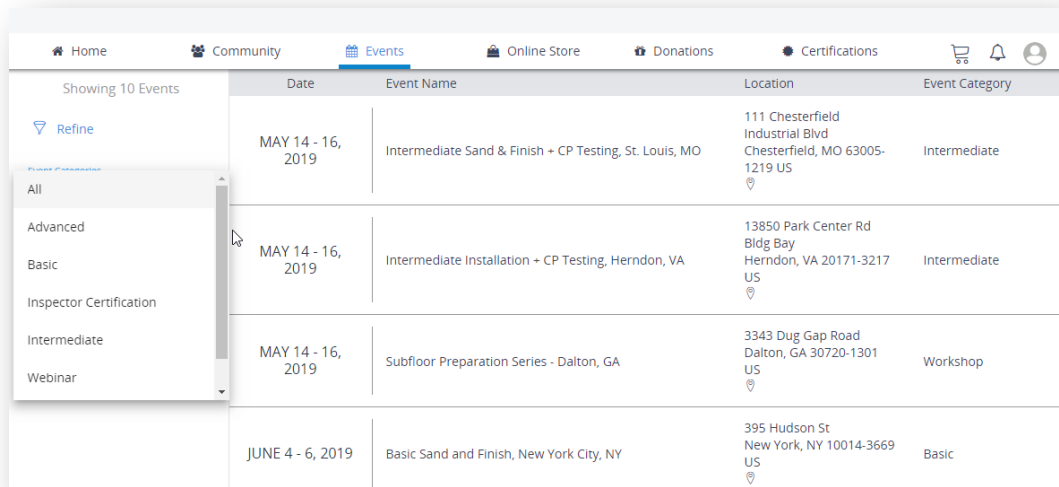 Home
Community
Events
Online Store
Donations
Certifications
Showing 10 Events
Refine
Event Categories
All
Advanced
Basic
Inspector Certification
Intermediate
Webinar
Date
Event Name
Location
Event Category
MAY 14 - 16,
2019
Intermediate Sand & Finish + CP Testing, St. Louis, MO
111 Chesterfield
Industrial Blvd
Chesterfield, MO 63005-
1219 US
Intermediate
MAY 14 - 16,
2019
Intermediate Installation + CP Testing, Herndon, VA
13850 Park Center Rd
Bldg Bay
Herndon, VA 20171-3217
US
Intermediate
MAY 14 - 16,
2019
Subfloor Preparation Series - Dalton, GA
3343 Dug Gap Road
Dalton, GA 30720-1301
US
Workshop
JUNE 4 - 6, 2019
Basic Sand and Finish, New York City, NY
395 Hudson St
New York, NY 10014-3669
US
Basic